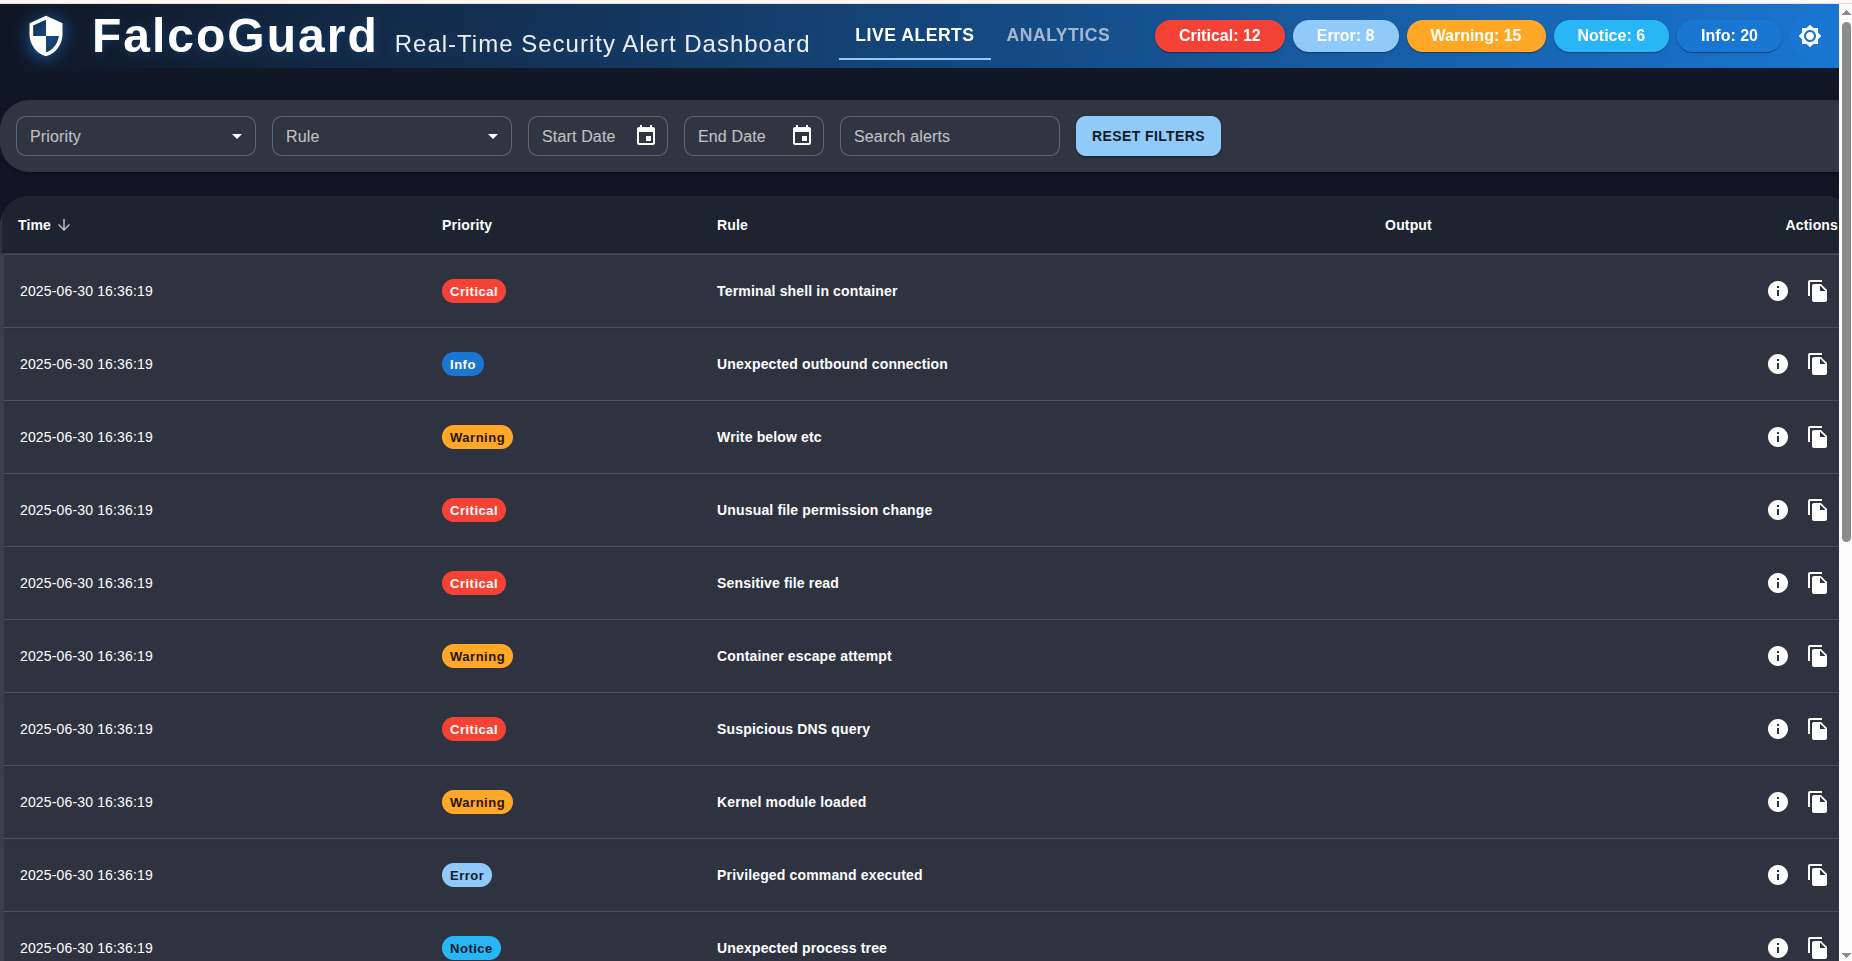 FalcoGuard Real-Time Security Alert Dashboard LIVE ALERTS ANALYTICS Critical: 12 Error: 8 Warning: 15 Notice: 6 Info: 20
Priority Rule Start Date End Date Search alerts RESET FILTERS
Time Priority Rule Output Actions
2025-06-30 16:36:19 Critical Terminal shell in container
2025-06-30 16:36:19 Info Unexpected outbound connection
2025-06-30 16:36:19 Warning Write below etc
2025-06-30 16:36:19 Critical Unusual file permission change
2025-06-30 16:36:19 Critical Sensitive file read
2025-06-30 16:36:19 Warning Container escape attempt
2025-06-30 16:36:19 Critical Suspicious DNS query
2025-06-30 16:36:19 Warning Kernel module loaded
2025-06-30 16:36:19 Error Privileged command executed
2025-06-30 16:36:19 Notice Unexpected process tree